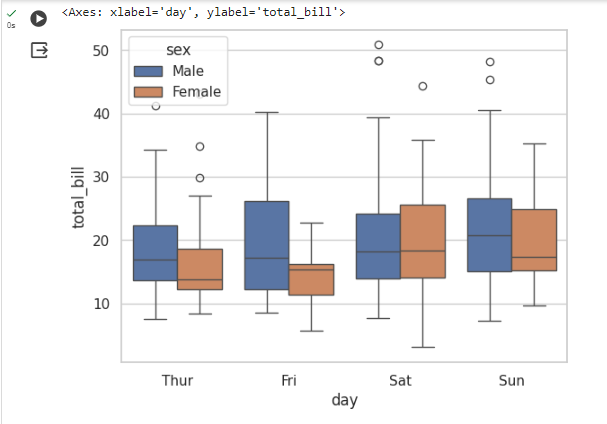 <Axes: xlabel='day', ylabel='total_bill'>
0s
sex
Male
Female
50
40
30
20
10
total_bill
Thur Fri Sat Sun
day